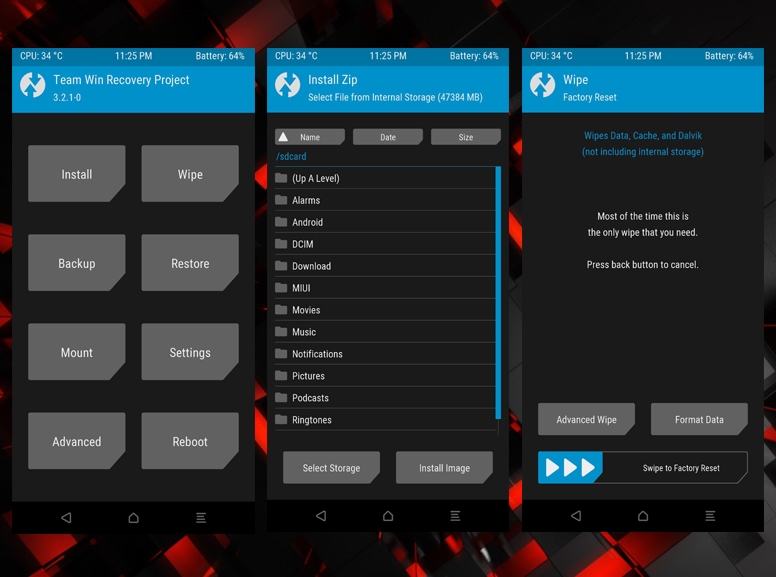 CPU: 34 °C 11:25 PM Battery: 64%
Team Win Recovery Project
3.2.1-0
Install Wipe
Backup Restore
Mount Settings
Advanced Reboot
CPU: 34 °C 11:25 PM Battery: 64%
Install Zip
Select File from Internal Storage (47384 MB)
Name Date Size
/sdcard
(Up A Level)
Alarms
Android
DCIM
Download
MIUI
Movies
Music
Notifications
Pictures
Podcasts
Ringtones
Select Storage Install Image
CPU: 34 °C 11:25 PM Battery: 64%
Wipe
Factory Reset
Wipes Data, Cache, and Dalvik
(not including internal storage)
Most of the time this is
the only wipe that you need.
Press back button to cancel.
Advanced Wipe Format Data
Swipe to Factory Reset